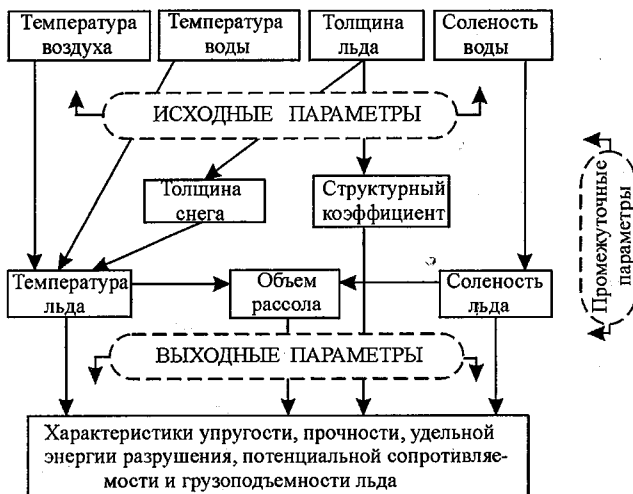 Температура
воздуха
Температура
воды
Толщина
льда
Соленость
воды
ИСХОДНЫЕ ПАРАМЕТРЫ
Толщина
снега
Структурный
коэффициент
Промежуточные
параметры
Температура
льда
Объем
рассола
Соленость
льда
ВЫХОДНЫЕ ПАРАМЕТРЫ
Характеристики упругости, прочности, удельной
энергии разрушения, потенциальной сопротивляе-
мости и грузоподъемности льда